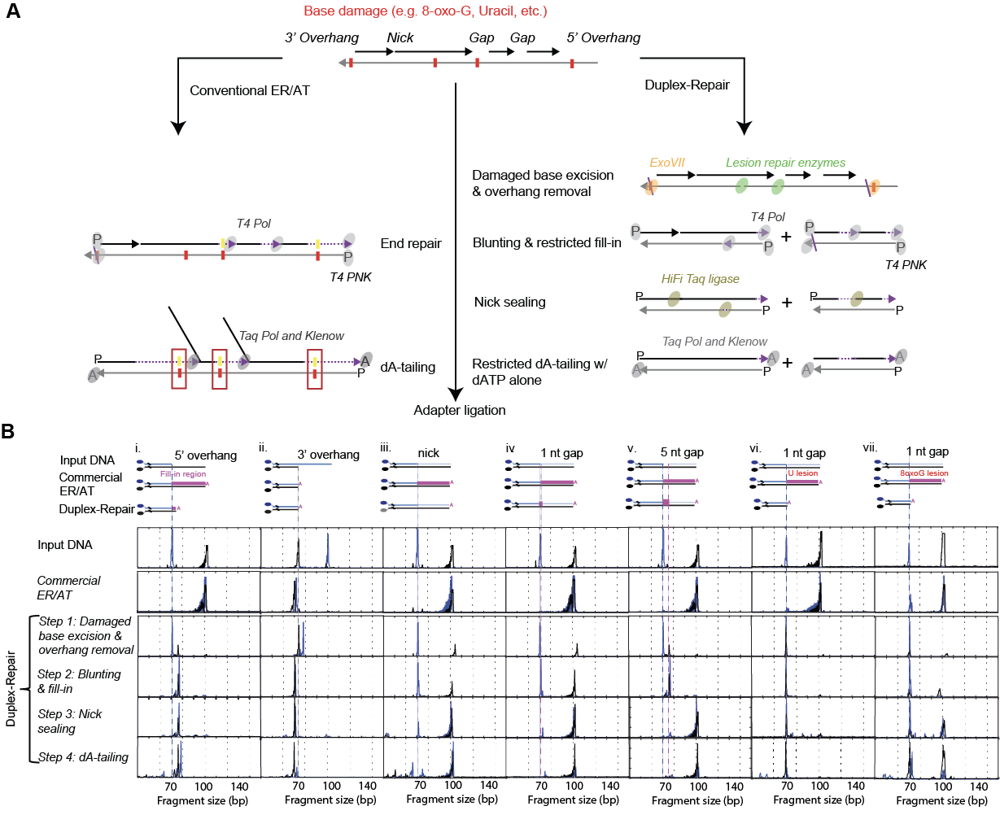 A
Base damage (e.g. 8-oxo-G, Uracil, etc.)
3’ Overhang Nick Gap Gap 5’ Overhang
Conventional ER/AT
Duplex-Repair
ExoVII Lesion repair enzymes
Damaged base excision
& overhang removal
T4 Pol
P
P
End repair
T4 PNK
Blunting & restricted fill-in
T4 Pol
P
P
+
P
P
T4 PNK
HiFi Taq ligase
Nick sealing
P
P
+
P
P
Taq Pol and Klenow
P
A
A
P
dA-tailing
Taq Pol and Klenow
Restricted dA-tailing w/
dATP alone
P
A
A
P
+
P
A
A
P
Adapter ligation
B
i. ii. iii. iv. v. vi. vii.
5’ overhang 3’ overhang nick 1 nt gap 5 nt gap 1 nt gap 1 nt gap
Input DNA
Fill-in region U lesion 8oxoG lesion
Commercial
ER/AT
A A A A A A A
Duplex-Repair
A A A A A A A
Input DNA
Commercial
ER/AT
Duplex-Repair
Step 1: Damaged
base excision &
overhang removal
Step 2: Blunting
& fill-in
Step 3: Nick
sealing
Step 4: dA-tailing
70 100 140 70 100 140 70 100 140 70 100 140 70 100 140 70 100 140 70 100 140
Fragment size (bp) Fragment size (bp) Fragment size (bp) Fragment size (bp) Fragment size (bp) Fragment size (bp) Fragment size (bp)